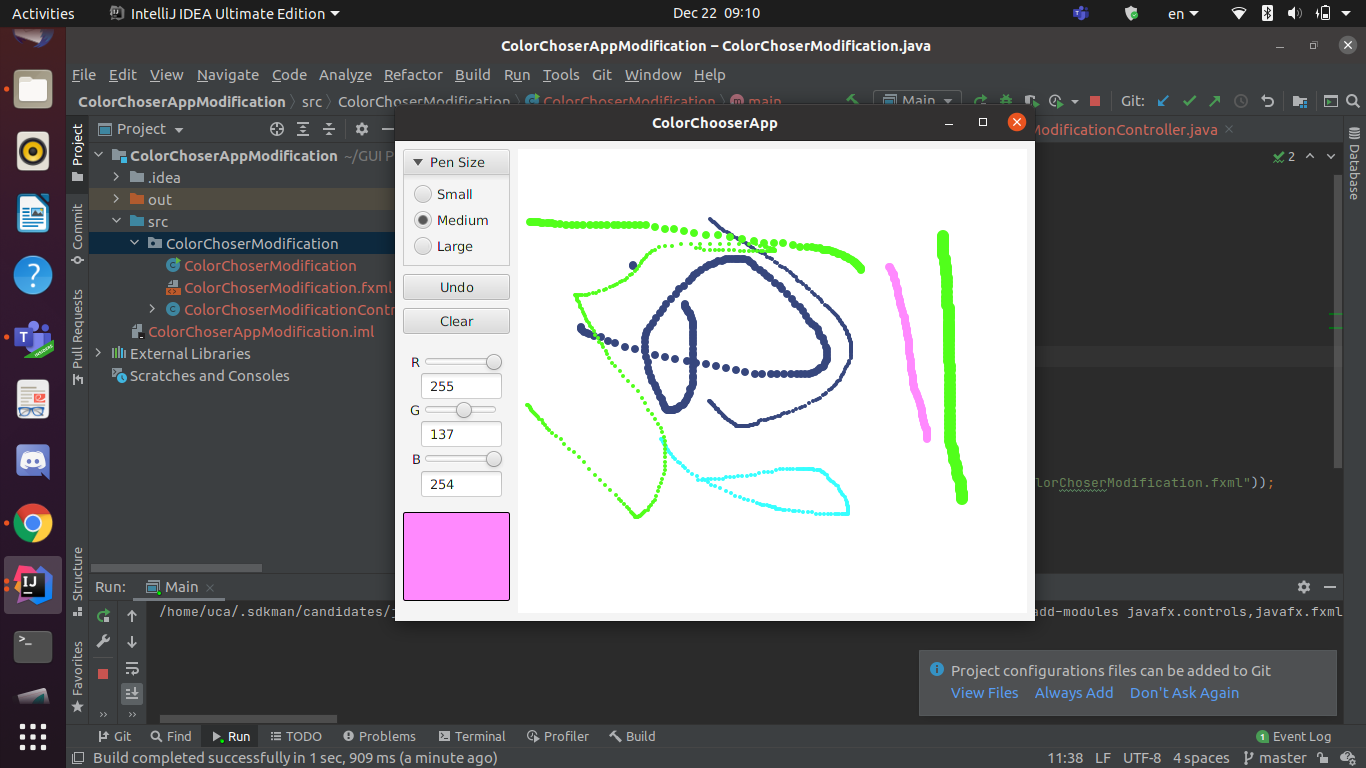 Activities IntelliJ IDEA Ultimate Edition Dec 22 09:10 en
ColorChoserAppModification – ColorChoserModification.java
File Edit View Navigate Code Analyze Refactor Build Run Tools Git Window Help
ColorChoserAppModification src ColorChoserModification ColorChoserModification main Main Git:
ColorChooserApp
Project
ModificationController.java
ColorChoserAppModification ~/GUI P
2
.idea
out
src
ColorChoserModification
ColorChoserModification
ColorChoserModification.fxml
ColorChoserModificationContr
ColorChoserAppModification.iml
External Libraries
Scratches and Consoles
Project
Commit
Pull Requests
Structure
Favorites
Database
Pen Size
Small
Medium
Large
Undo
Clear
R
255
G
137
B
254
olorChoserModification.fxml"));
Run: Main
/home/uca/.sdkman/candidates/j
add-modules javafx.controls,javafx.fxml
Project configurations files can be added to Git
View Files Always Add Don't Ask Again
Git Find Run TODO Problems Terminal Profiler Build 1 Event Log
Build completed successfully in 1 sec, 909 ms (a minute ago) 11:38 LF UTF-8 4 spaces master